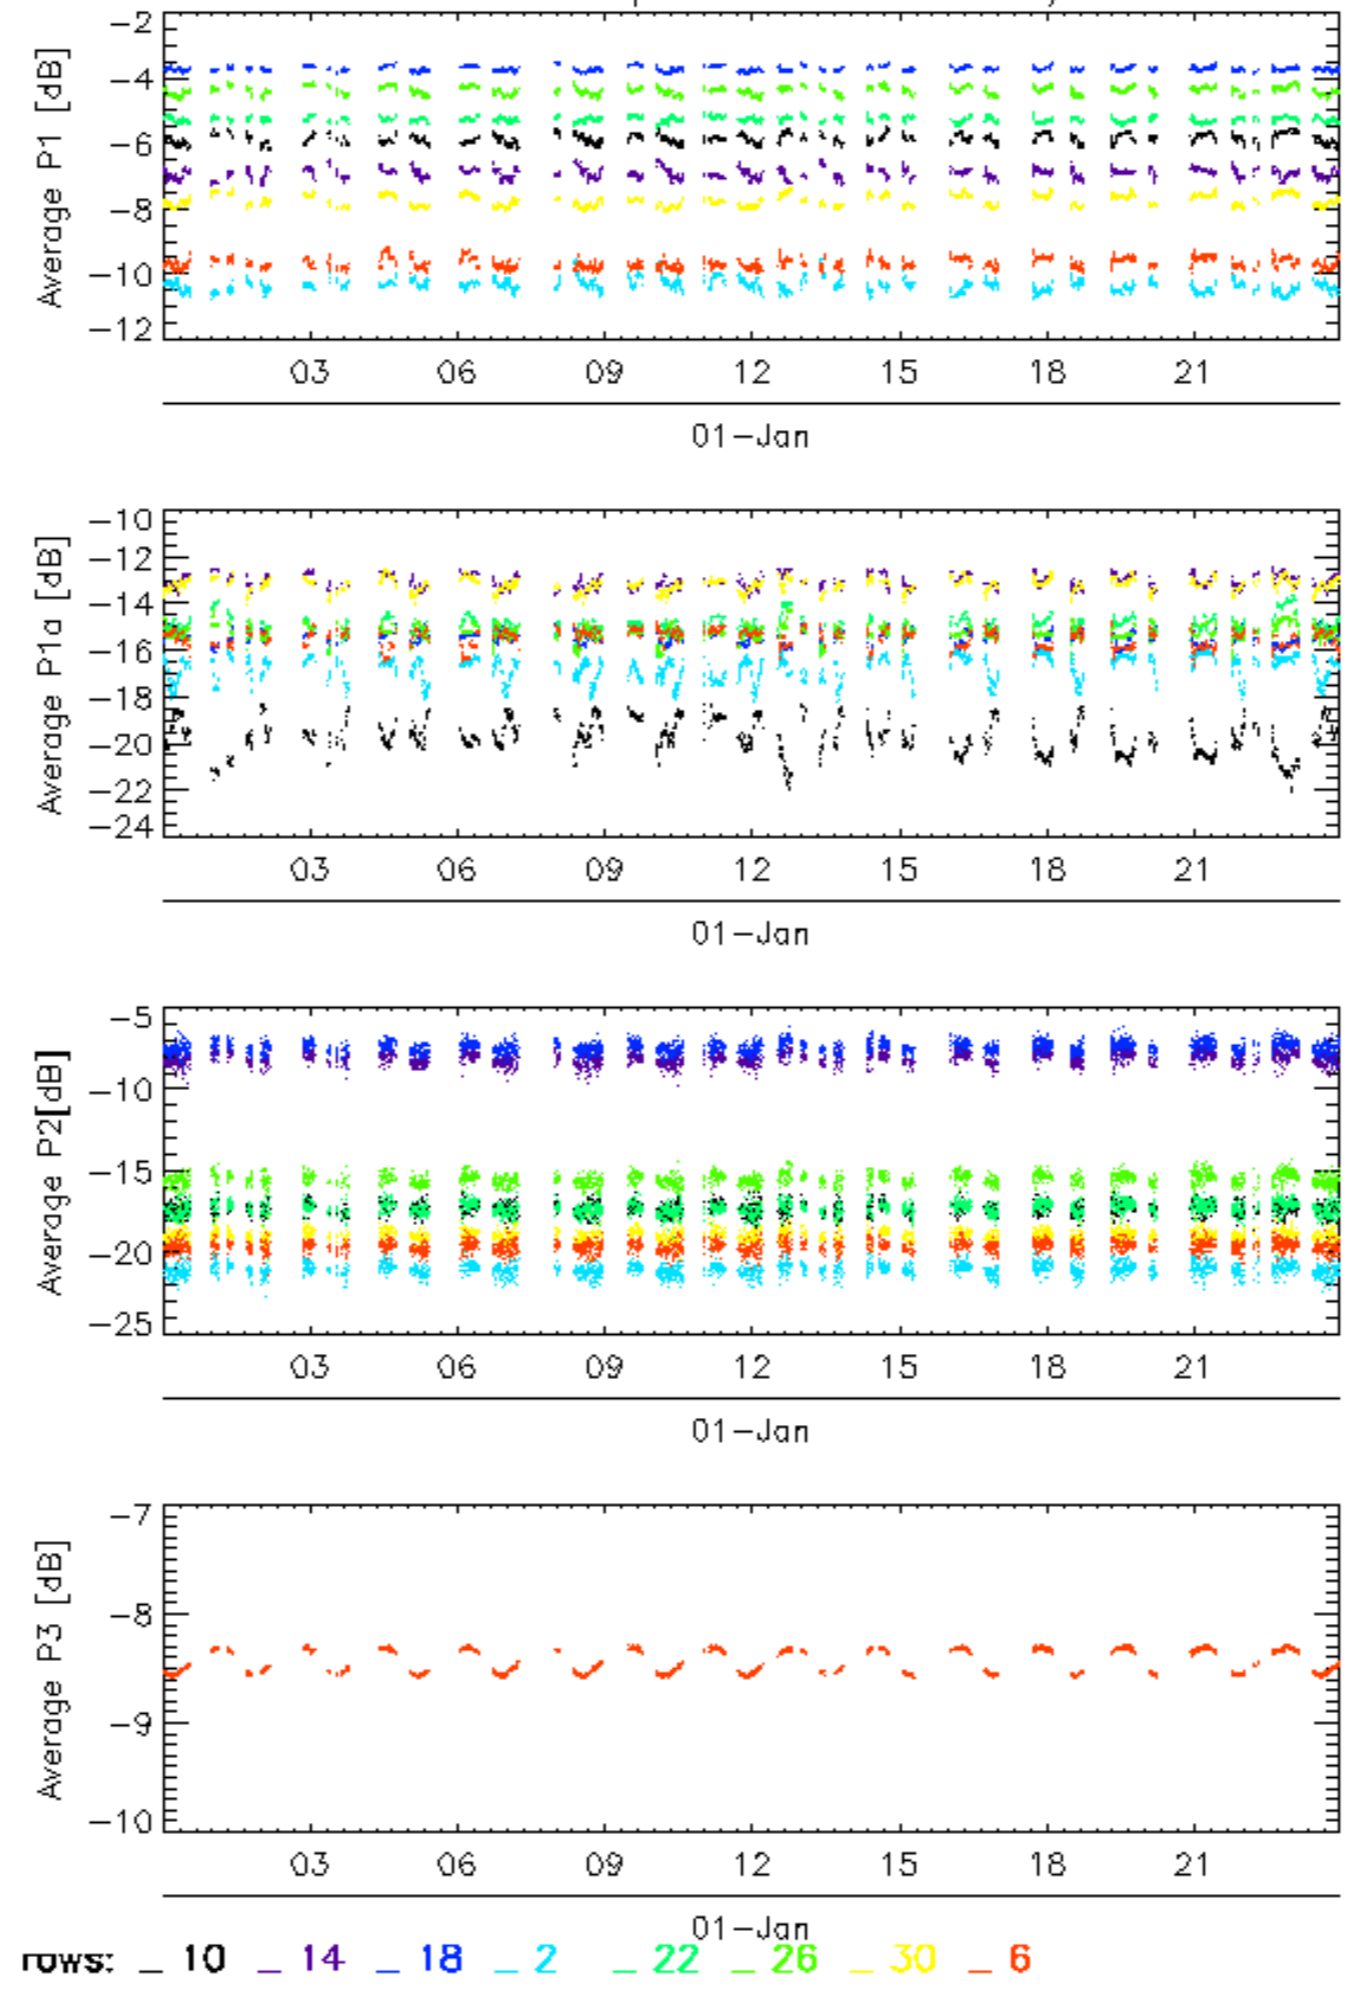 Average P1 [dB]
−2
−4
−6
−8
−10
−12
03 06 09 12 15 18 21
01−Jan
Average P1a [dB]
−10
−12
−14
−16
−18
−20
−22
−24
03 06 09 12 15 18 21
01−Jan
Average P2[dB]
−5
−10
−15
−20
−25
03 06 09 12 15 18 21
01−Jan
Average P3 [dB]
−7
−8
−9
−10
03 06 09 12 15 18 21
01−Jan
rows: _ 10 _ 14 _ 18 _ 2 _ 22 _ 26 _ 30 _ 6